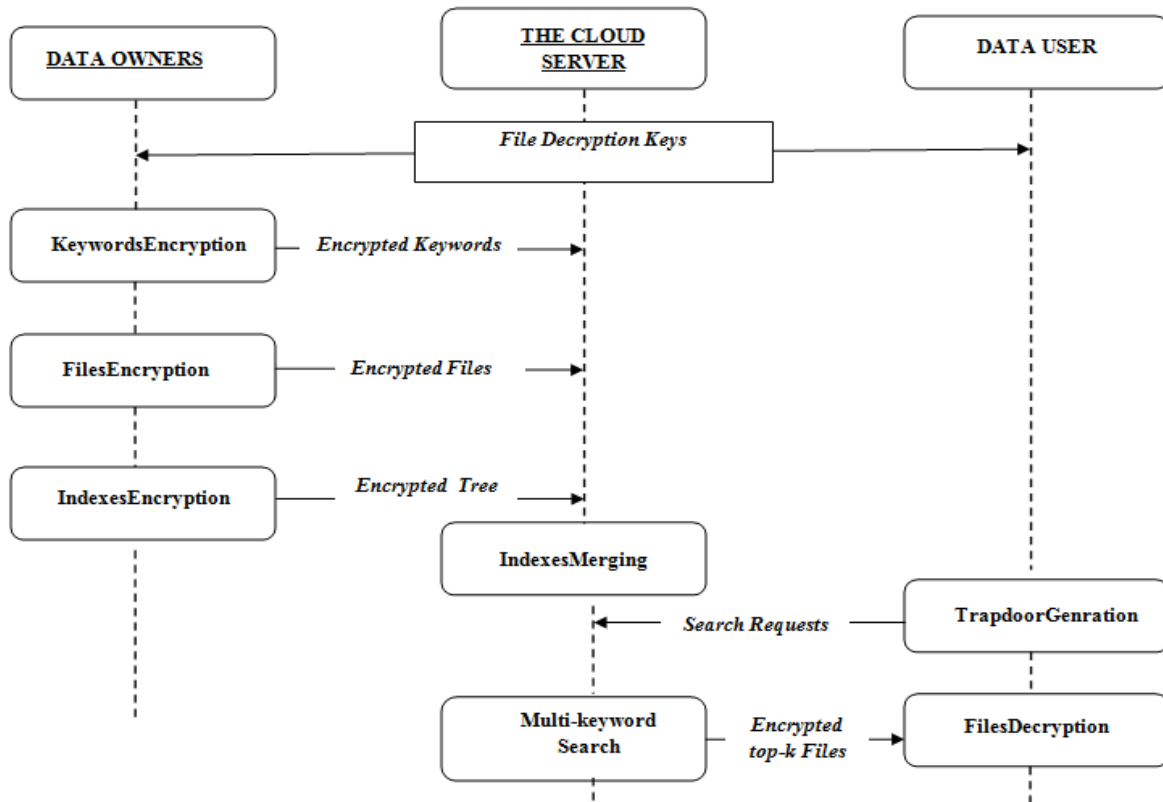 DATA OWNERS
THE CLOUD
SERVER
DATA USER
File Decryption Keys
KeywordsEncryption
Encrypted Keywords
FilesEncryption
Encrypted Files
IndexesEncryption
Encrypted Tree
IndexesMerging
Search Requests
TrapdoorGenration
Multi-keyword
Search
Encrypted
top-k Files
FilesDecryption